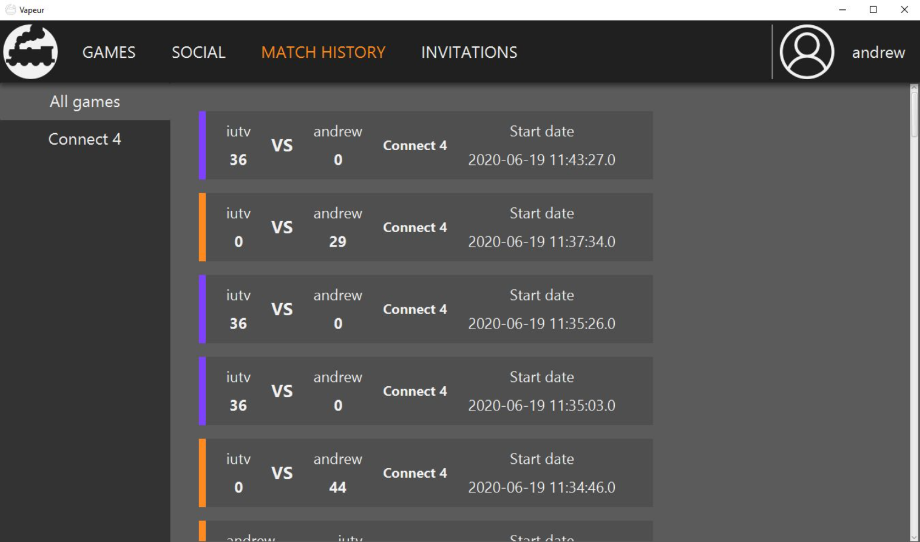 Vapeur
GAMES SOCIAL MATCH HISTORY INVITATIONS andrew
All games
Connect 4
iutv VS andrew Connect 4 Start date
36 0 2020-06-19 11:43:27.0
iutv VS andrew Connect 4 Start date
0 29 2020-06-19 11:37:34.0
iutv VS andrew Connect 4 Start date
36 0 2020-06-19 11:35:26.0
iutv VS andrew Connect 4 Start date
36 0 2020-06-19 11:35:03.0
iutv VS andrew Connect 4 Start date
0 44 2020-06-19 11:34:46.0
andrew iutv Start date